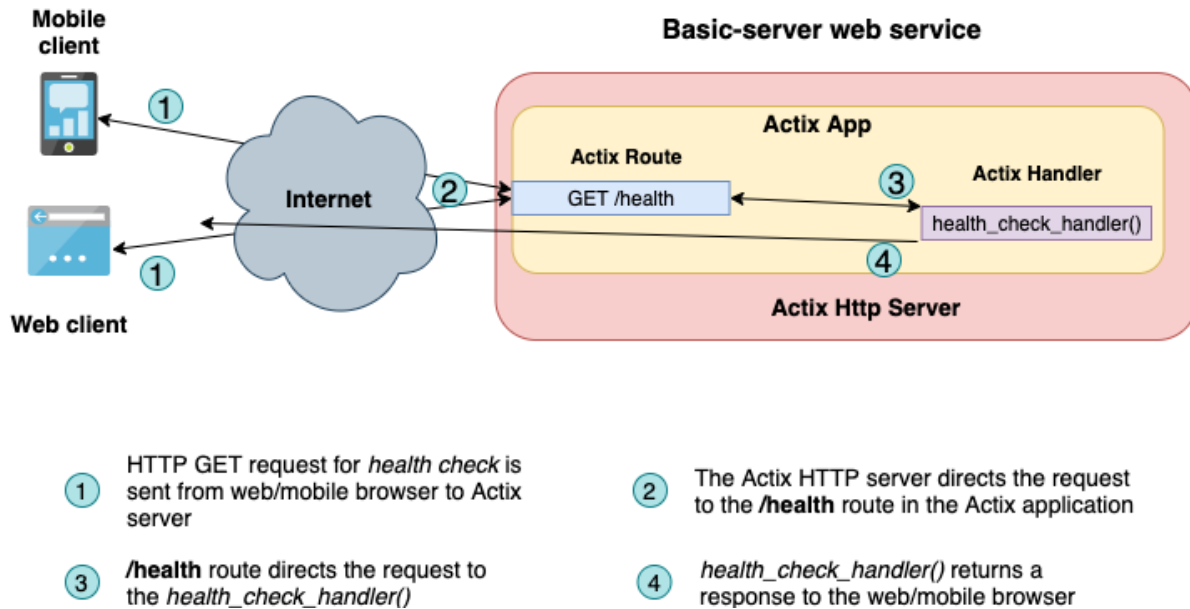 Mobile
client
Basic-server web service
1
Actix App
Actix Route
Actix Handler
Internet
2
3
GET /health
health_check_handler()
4
1
Actix Http Server
Web client
1
HTTP GET request for health check is
sent from web/mobile browser to Actix
server
2
The Actix HTTP server directs the request
to the /health route in the Actix application
3
/health route directs the request to
the health_check_handler()
4
health_check_handler() returns a
response to the web/mobile browser